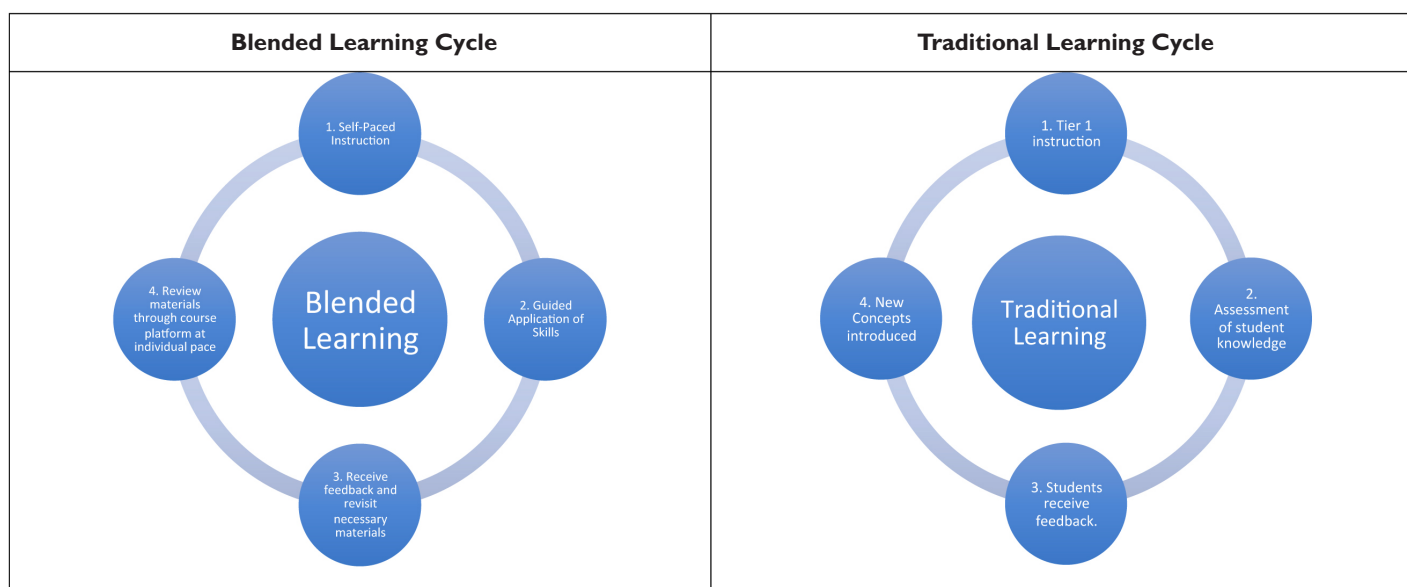 Blended Learning Cycle
Traditional Learning Cycle
1. Self-Paced
Instruction
2. Guided
Application of
Skills
3. Receive
feedback and
revisit
necessary
materials
4. Review
materials
through course
platform at
individual pace
Blended
Learning
1. Tier 1
instruction
2.
Assessment
of student
knowledge
3. Students
receive
feedback.
4. New
Concepts
introduced
Traditional
Learning